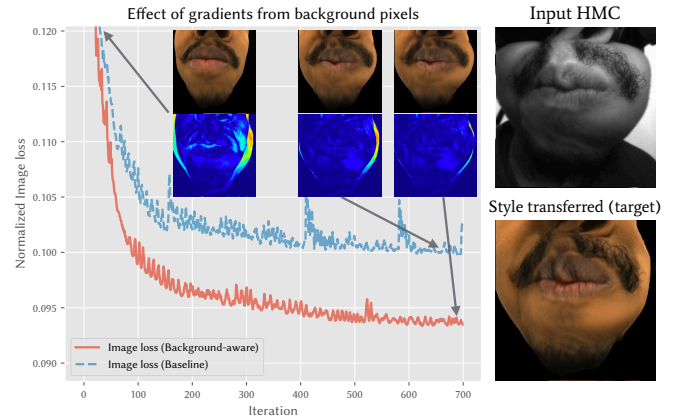 Effect of gradients from background pixels
Input HMC
0.120
0.115
0.110
0.105
0.100
0.095
0.090
Normalized Image loss
Style transferred (target)
Image loss (Background-aware)
Image loss (Baseline)
0
100
200
300
400
500
600
700
Iteration